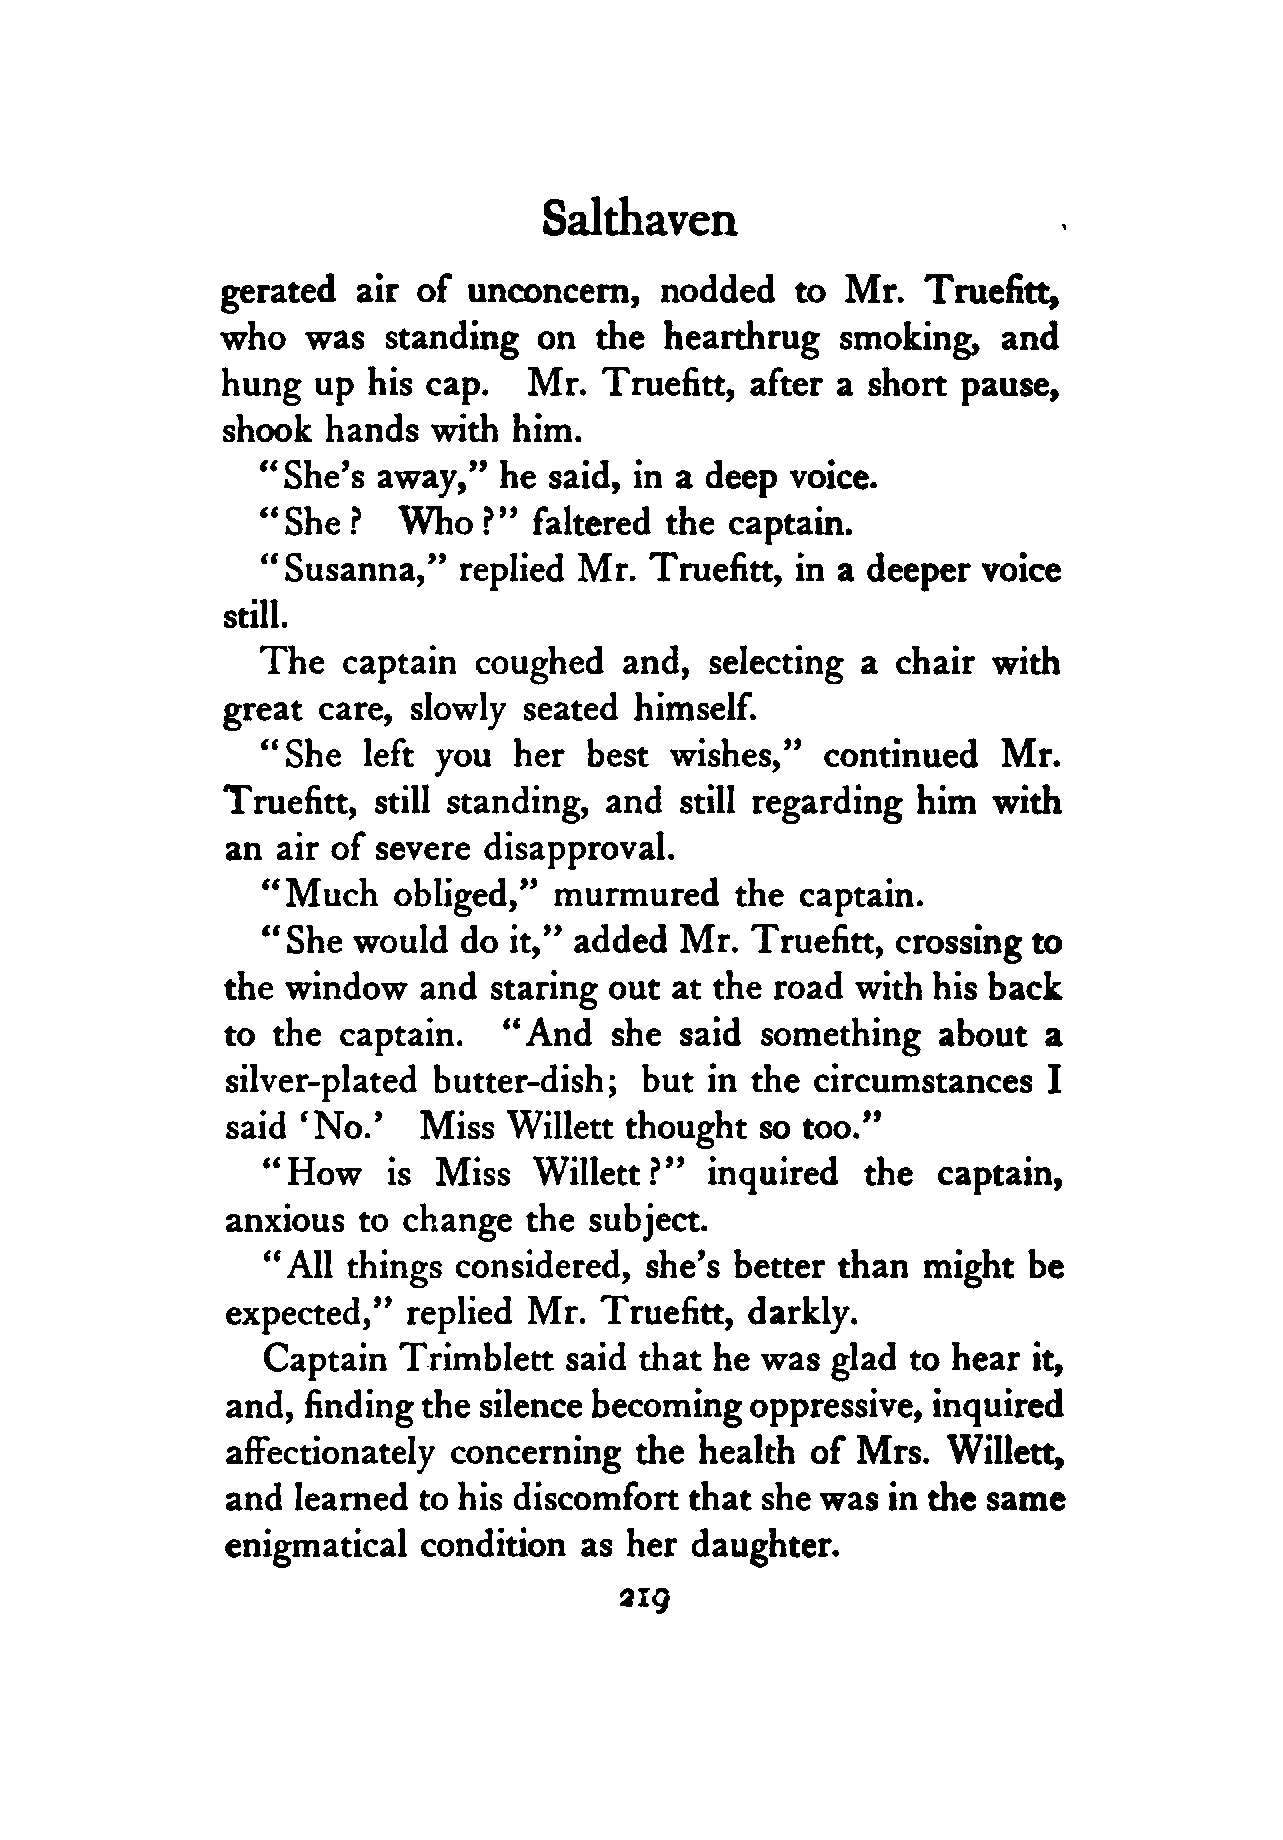 Salthaven
gerated air of unconcern, nodded to Mr. Truefitt,
who was standing on the hearthrug smoking, and
hung up his cap. Mr. Truefitt, after a short pause,
shook hands with him.
"She's away," he said, in a deep voice.
"She? Who?" faltered the captain.
"Susanna," replied Mr. Truefitt, in a deeper voice
still.
The captain coughed and, selecting a chair with
great care, slowly seated himself.
"She left you her best wishes," continued Mr.
Truefitt, still standing, and still regarding him with
an air of severe disapproval.
"Much obliged," murmured the captain.
"She would do it," added Mr. Truefitt, crossing to
the window and staring out at the road with his back
to the captain. "And she said something about a
silver-plated butter-dish; but in the circumstances I
said 'No.' Miss Willett thought so too."
"How is Miss Willett?" inquired the captain,
anxious to change the subject.
"All things considered, she's better than might be
expected," replied Mr. Truefitt, darkly.
Captain Trimblett said that he was glad to hear it,
and, finding the silence becoming oppressive, inquired
affectionately concerning the health of Mrs. Willett,
and learned to his discomfort that she was in the same
enigmatical condition as her daughter.
219